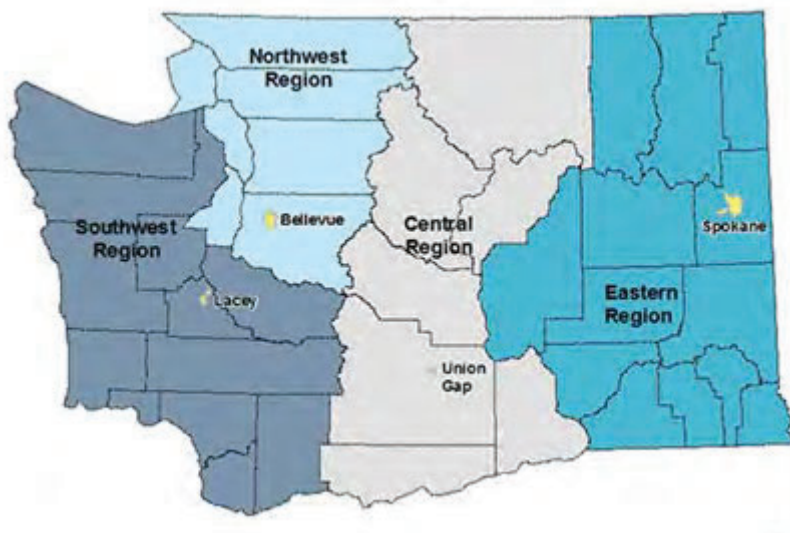 Northwest
Region
Southwest
Region
Bellevue
Central
Region
Spokane
Lacey
Eastern
Region
Union
Gap